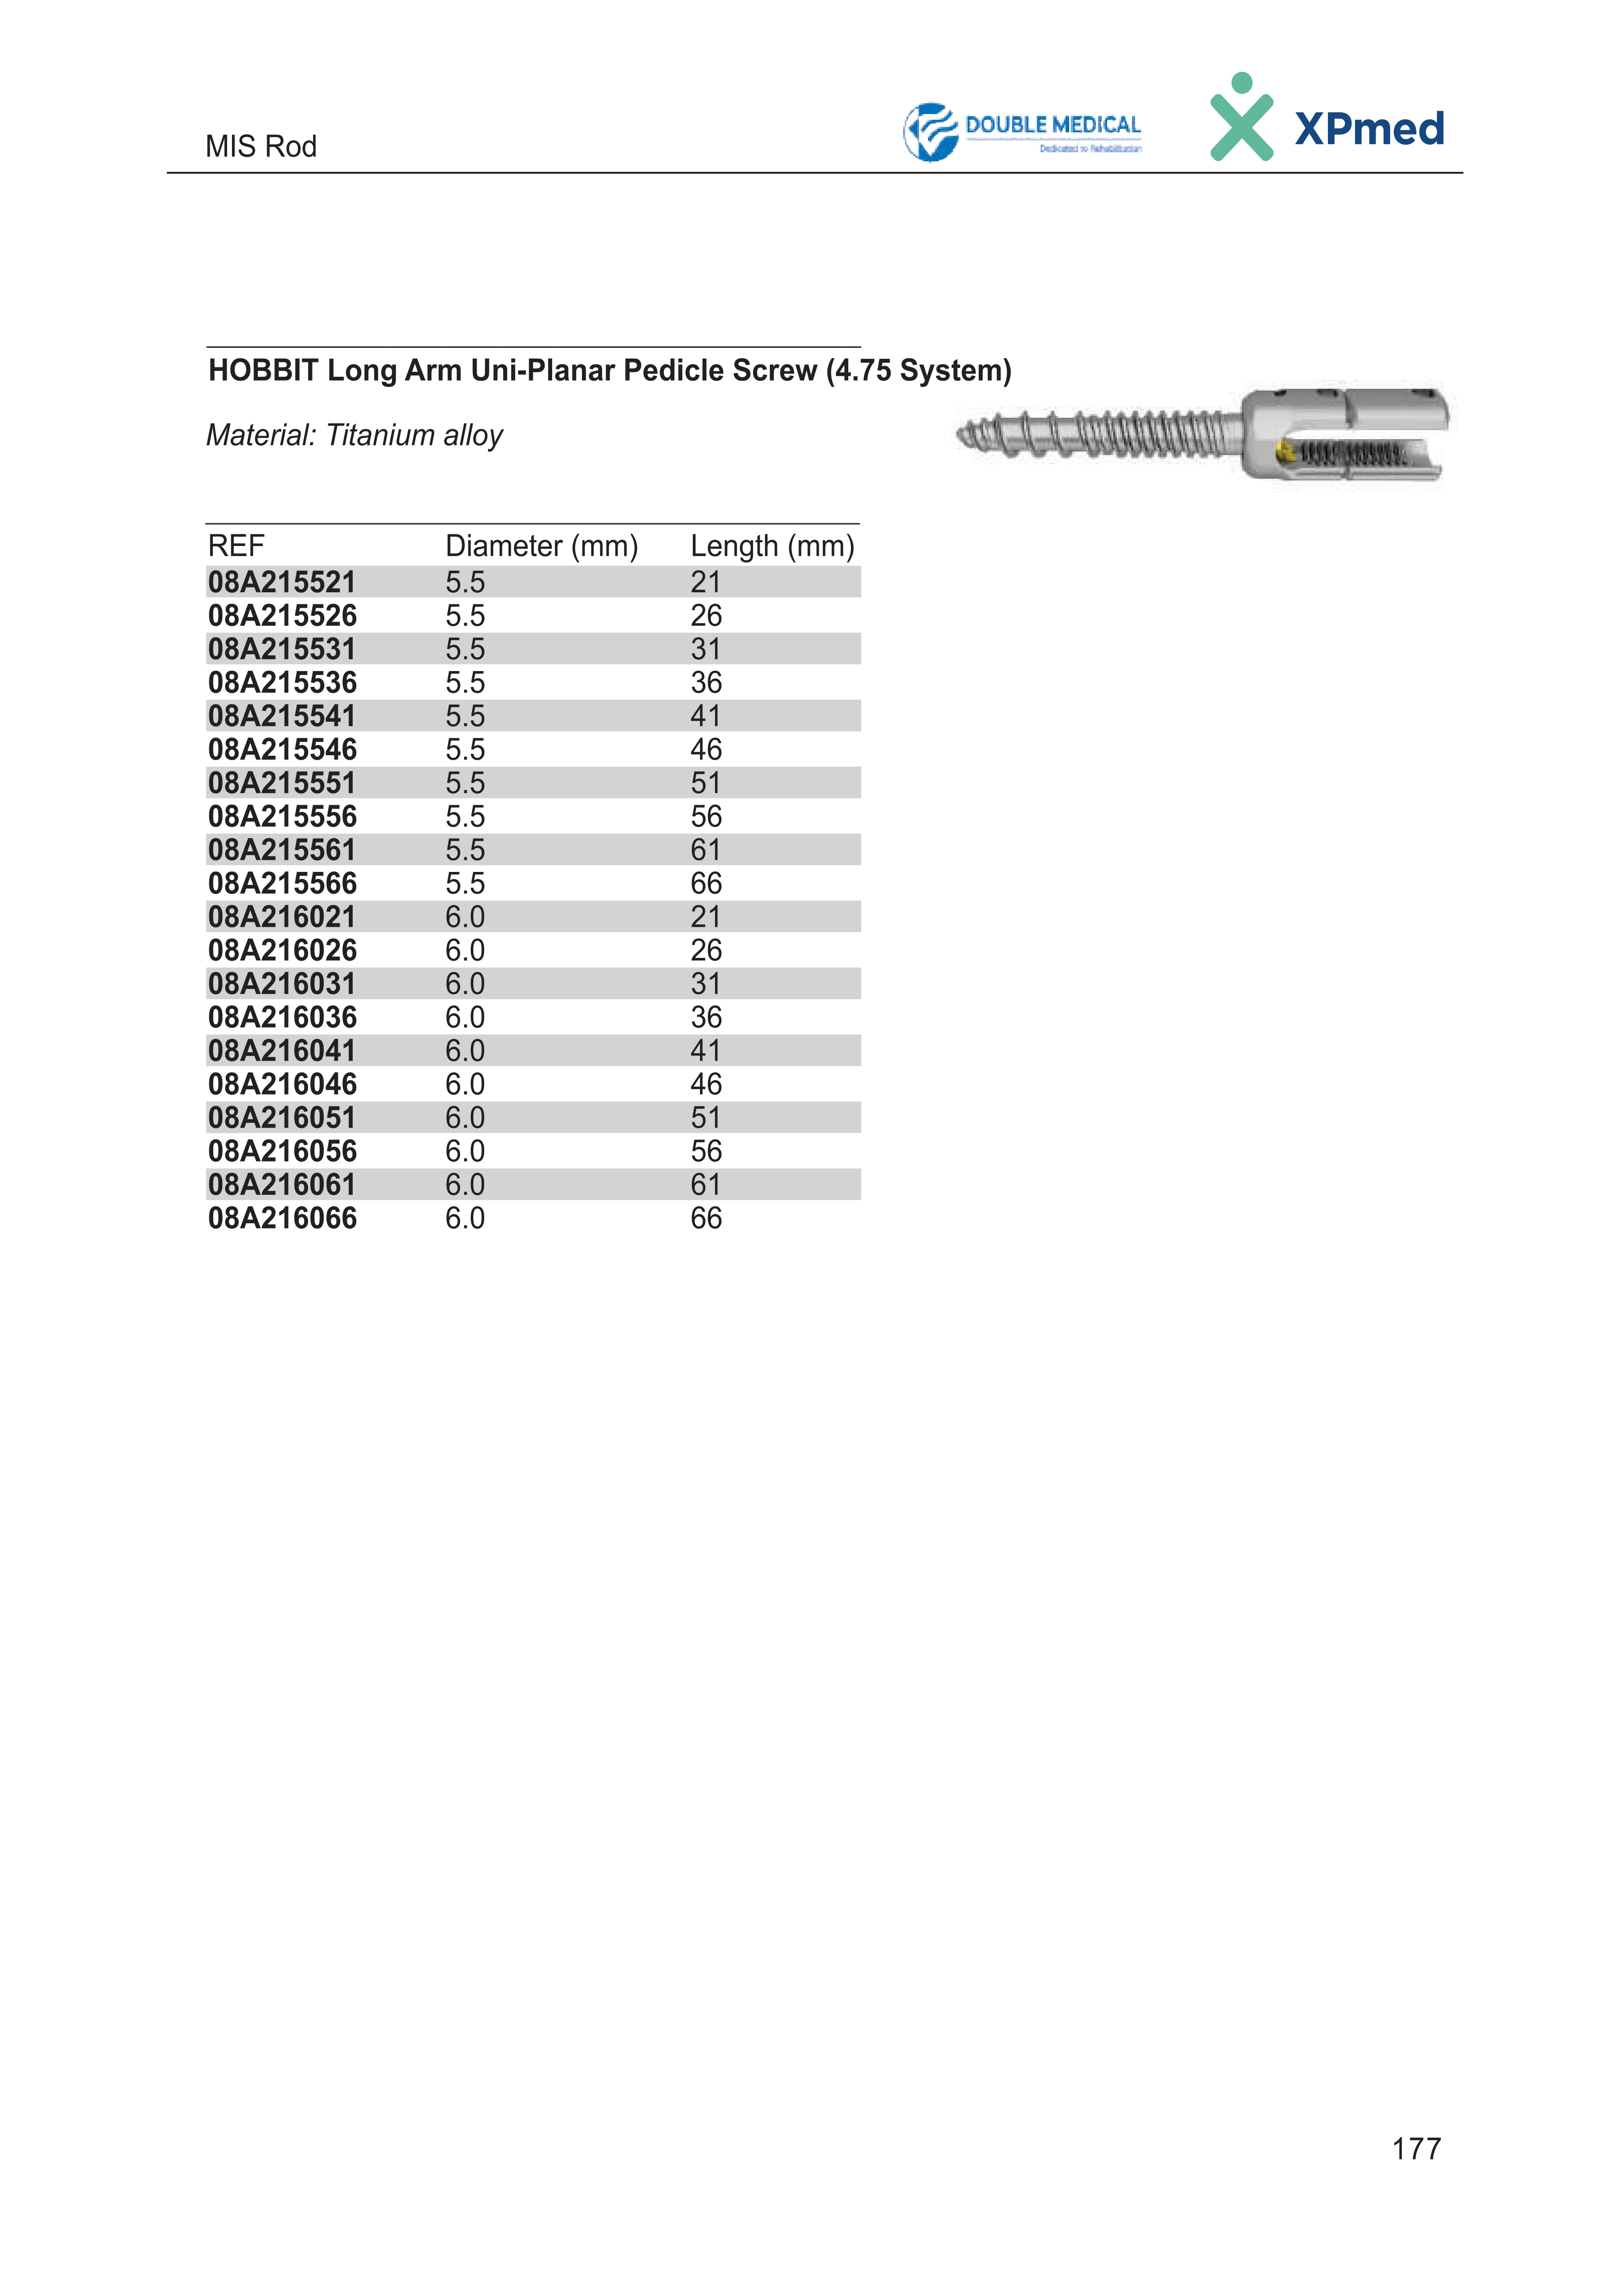 MIS Rod
DOUBLE MEDICAL
Dedicated to Rehabilitation
XPmed
HOBBIT Long Arm Uni-Planar Pedicle Screw (4.75 System)
Material: Titanium alloy
REF Diameter (mm) Length (mm)
08A215521 5.5 21
08A215526 5.5 26
08A215531 5.5 31
08A215536 5.5 36
08A215541 5.5 41
08A215546 5.5 46
08A215551 5.5 51
08A215556 5.5 56
08A215561 5.5 61
08A215566 5.5 66
08A216021 6.0 21
08A216026 6.0 26
08A216031 6.0 31
08A216036 6.0 36
08A216041 6.0 41
08A216046 6.0 46
08A216051 6.0 51
08A216056 6.0 56
08A216061 6.0 61
08A216066 6.0 66
177